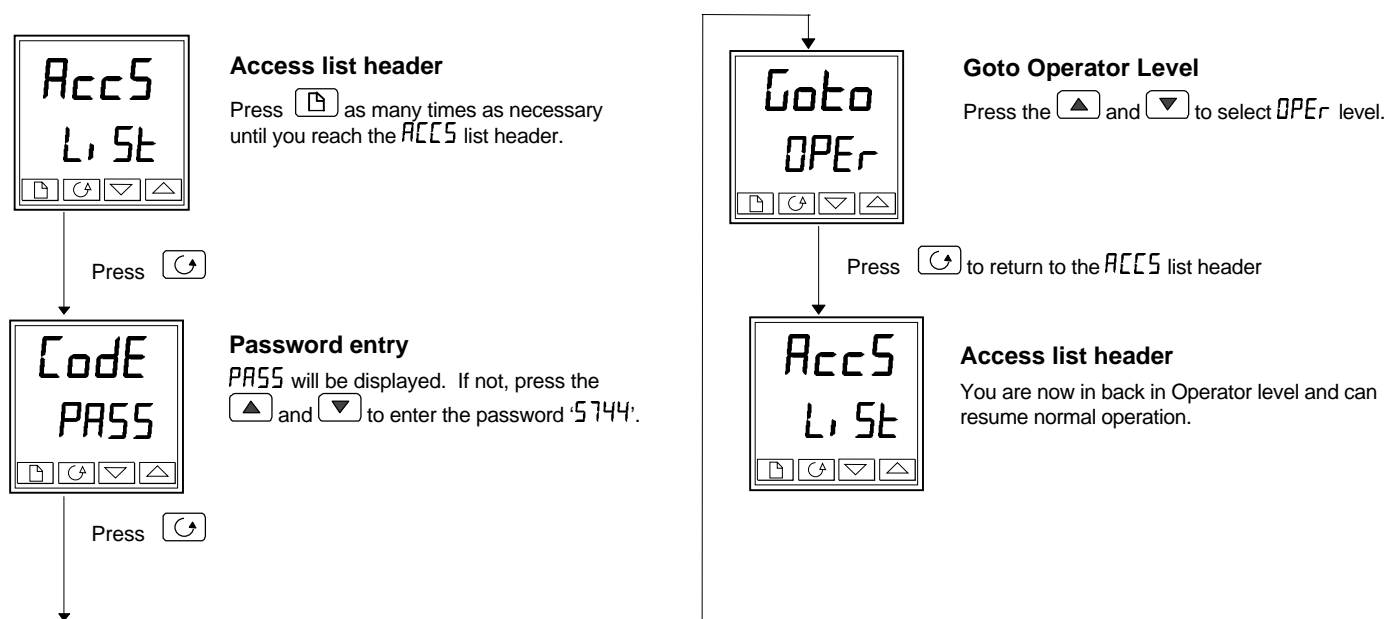 AccS
Li St
Access list header
Press as many times as necessary
until you reach the ACCS list header.
Press
CodE
PASS
Password entry
PASS will be displayed. If not, press the
and to enter the password ‘5744’.
Press
Goto
OPEr
Goto Operator Level
Press the and to select OPEr level.
Press to return to the ACCS list header
AccS
Li St
Access list header
You are now in back in Operator level and can
resume normal operation.